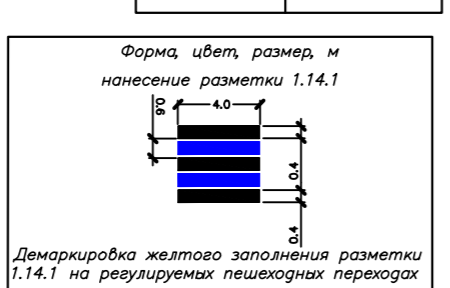 Форма, цвет, размер, м
нанесение разметки 1.14.1
0.6
4.0
0.4
0.4
Демаркировка желтого заполнения разметки
1.14.1 на регулируемых пешеходных переходах